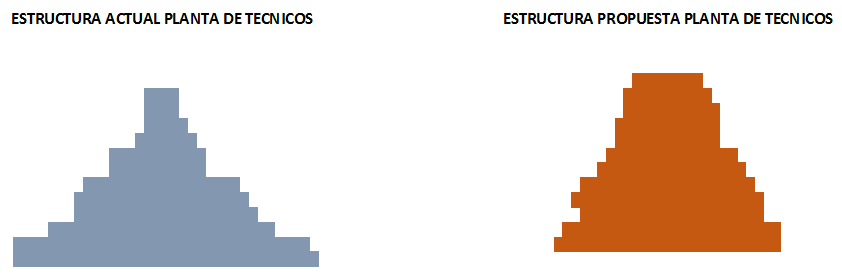 ESTRUCTURA ACTUAL PLANTA DE TECNICOS
ESTRUCTURA PROPUESTA PLANTA DE TECNICOS